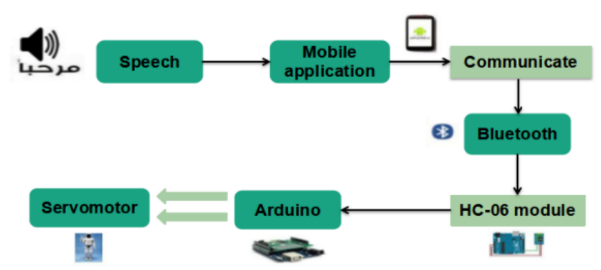 مرحبا
Speech
Mobile
application
Communicate
Bluetooth
HC-06 module
Arduino
Servomotor